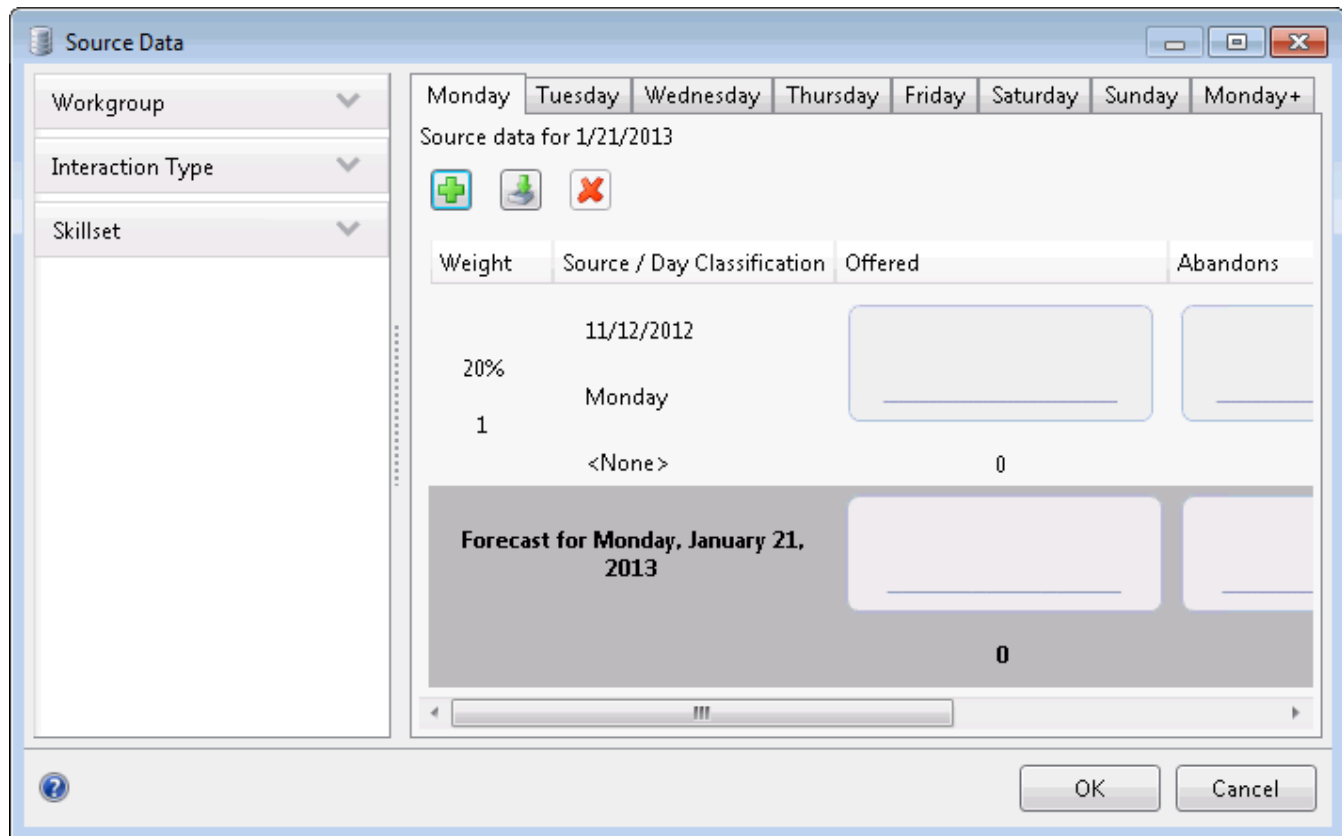 Source Data
Workgroup
Interaction Type
Skillset
Monday Tuesday Wednesday Thursday Friday Saturday Sunday Monday+
Source data for 1/21/2013
Weight Source / Day Classification Offered Abandons
11/12/2012
20%
Monday
1
<None> 0
Forecast for Monday, January 21,
2013
0
OK Cancel